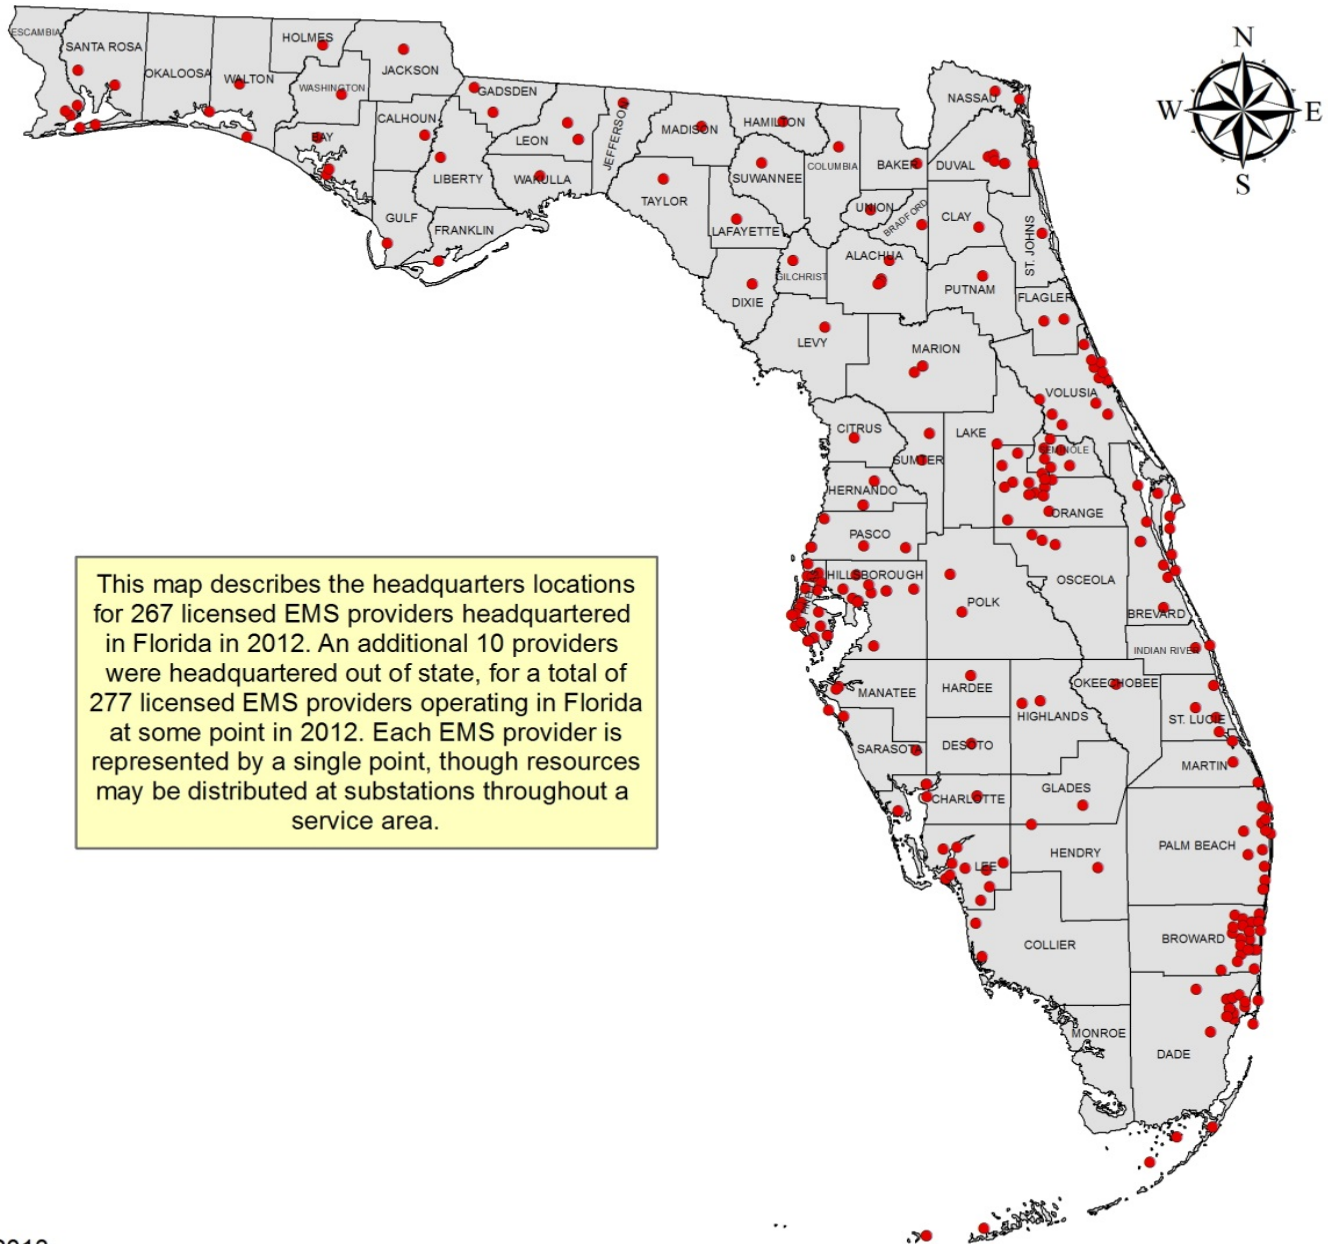 N
W
E
S
ESCAMBIA
SANTA ROSA
OKALOOSA
WALTON
HOLMES
WASHINGTON
JACKSON
BAY
CALHOUN
GULF
GADSDEN
LIBERTY
FRANKLIN
LEON
WAKULLA
JEFFERSON
MADISON
TAYLOR
HAMILTON
SUWANNEE
LAFAYETTE
DIXIE
COLUMBIA
GILCHRIST
BAKER
UNION
BRADFORD
ALACHUA
NASSAU
DUVAL
CLAY
ST. JOHNS
PUTNAM
FLAGLER
LEVY
MARION
VOLUSIA
CITRUS
SUMTER
LAKE
SEMINOLE
HERNANDO
ORANGE
PASCO
HILLSBOROUGH
POLK
OSCEOLA
BREVARD
INDIAN RIVER
MANATEE
HARDEE
HIGHLANDS
OKEECHOBEE
ST. LUCIE
SARASOTA
DESOTO
MARTIN
CHARLOTTE
GLADES
LEE
HENDRY
PALM BEACH
COLLIER
BROWARD
MONROE
DADE
This map describes the headquarters locations
for 267 licensed EMS providers headquartered
in Florida in 2012. An additional 10 providers
were headquartered out of state, for a total of
277 licensed EMS providers operating in Florida
at some point in 2012. Each EMS provider is
represented by a single point, though resources
may be distributed at substations throughout a
service area.